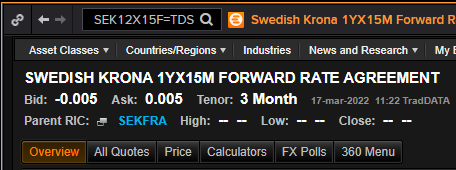 SEK12X15F=TDS Swedish Krona 1YX15M Forward R
Asset Classes Countries/Regions Industries News and Research My
SWEDISH KRONA 1YX15M FORWARD RATE AGREEMENT
Bid: -0.005 Ask: 0.005 Tenor: 3 Month 17-mar-2022 11:22 TradDATA
Parent RIC: SEKFRA High: -- -- Low: -- -- Close: -- --
Overview All Quotes Price Calculators FX Polls 360 Menu